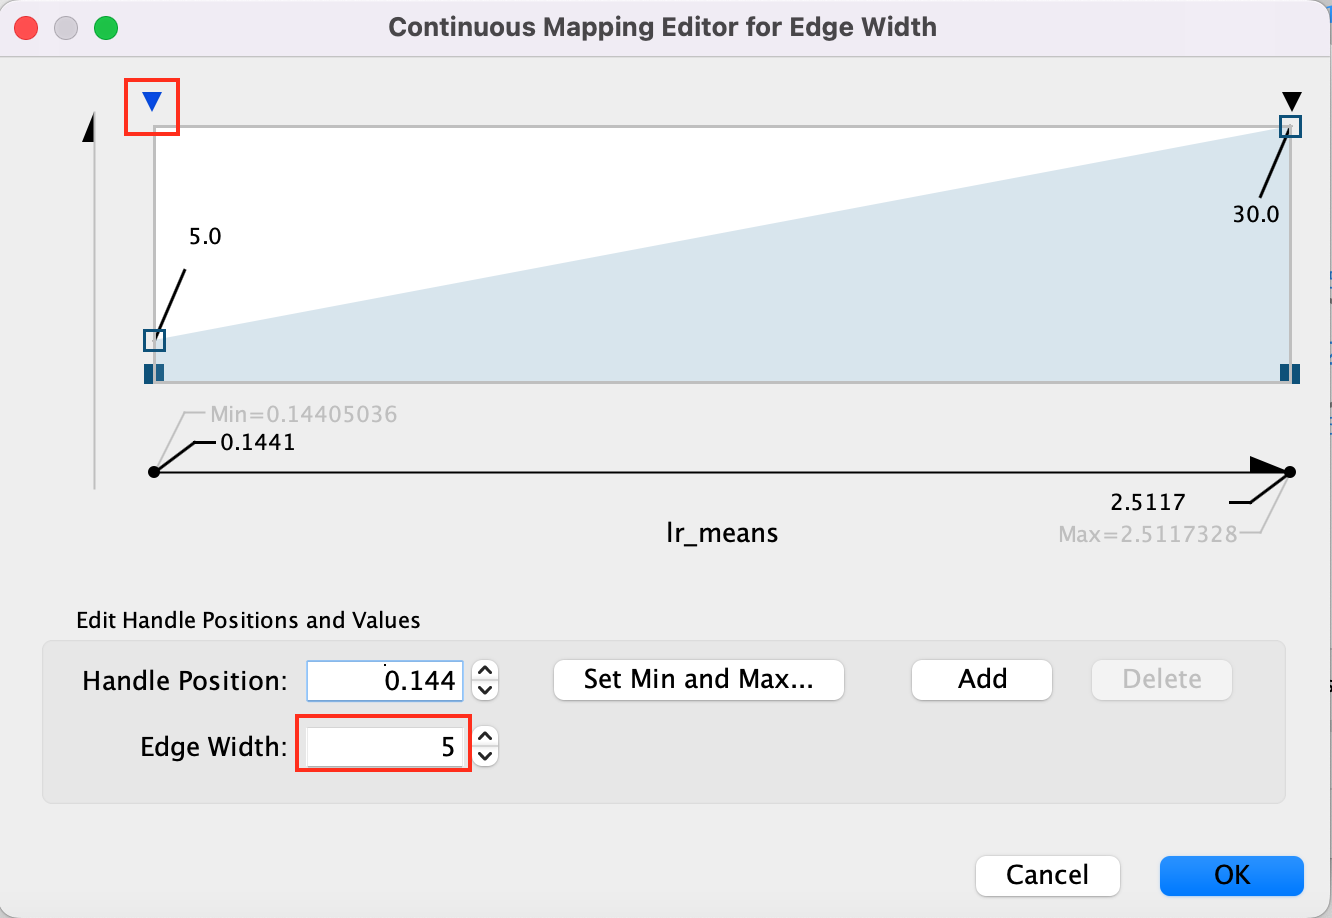 Continuous Mapping Editor for Edge Width
5.0
30.0
Min=0.14405036
0.1441
2.5117
lr_means
Max=2.5117328
Edit Handle Positions and Values
Handle Position: 0.144 Set Min and Max... Add Delete
Edge Width: 5
Cancel OK